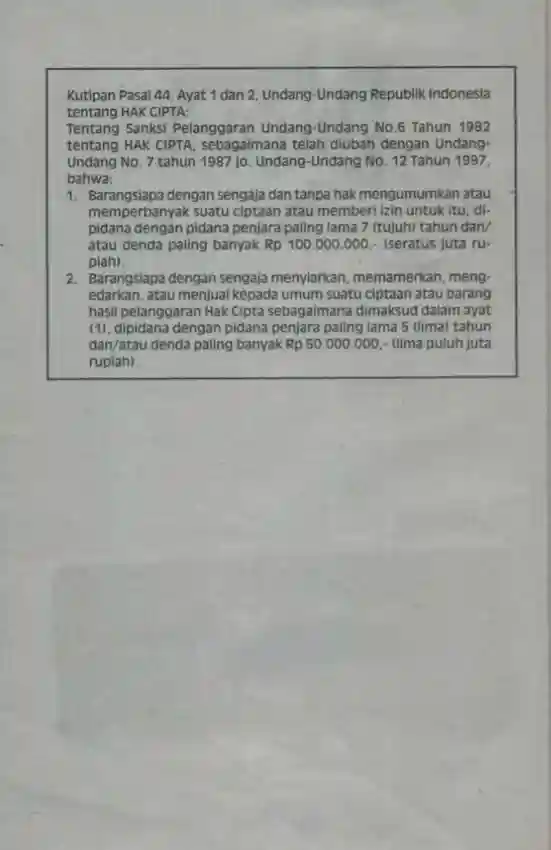 Kutipan Pasal 44, Ayat 1 dan 2, Undang-Undang Republik Indonesia
tentang HAK CIPTA:
Tentang Sanksi Pelanggaran Undang-Undang No.6 Tahun 1982
tentang HAK CIPTA, sebagaimana telah diubah dengan Undang-
Undang No. 7 tahun 1987 jo. Undang-Undang No. 12 Tahun 1997,
bahwa:
1. Barangsiapa dengan sengaja dan tanpa hak mengumumkan atau
memperbanyak suatu ciptaan atau memberi izin untuk itu, di-
pidana dengan pidana penjara paling lama 7 (tujuh) tahun dan/
atau denda paling banyak Rp 100.000.000,- (seratus juta ru-
piah).
2. Barangsiapa dengan sengaja menyiarkan, memamerkan, meng-
edarkan, atau menjual kepada umum suatu ciptaan atau barang
hasil pelanggaran Hak Cipta sebagaimana dimaksud dalam ayat
(1), dipidana dengan pidana penjara paling lama 5 (lima) tahun
dan/atau denda paling banyak Rp 50.000.000,- (lima puluh juta
rupiah).